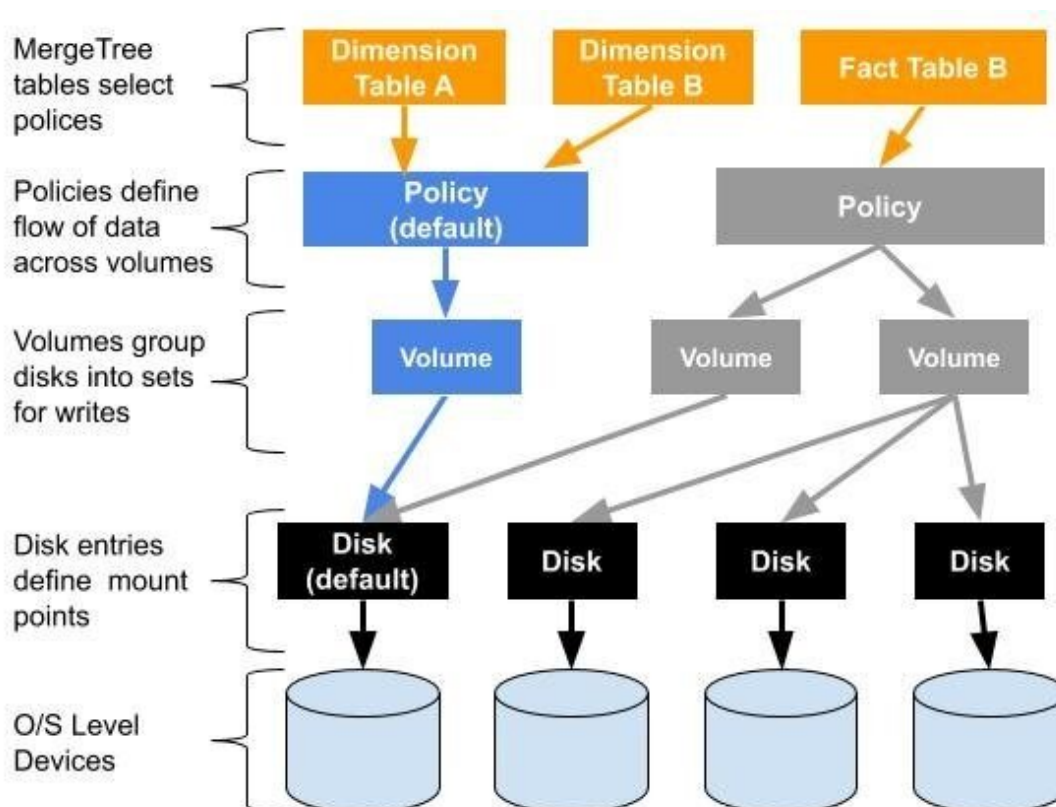 MergeTree
tables select
polices
Dimension
Table A
Dimension
Table B
Fact Table B
Policies define
flow of data
across volumes
Policy
(default)
Policy
Volumes group
disks into sets
for writes
Volume
Volume
Volume
Disk entries
define mount
points
Disk
(default)
Disk
Disk
Disk
O/S Level
Devices